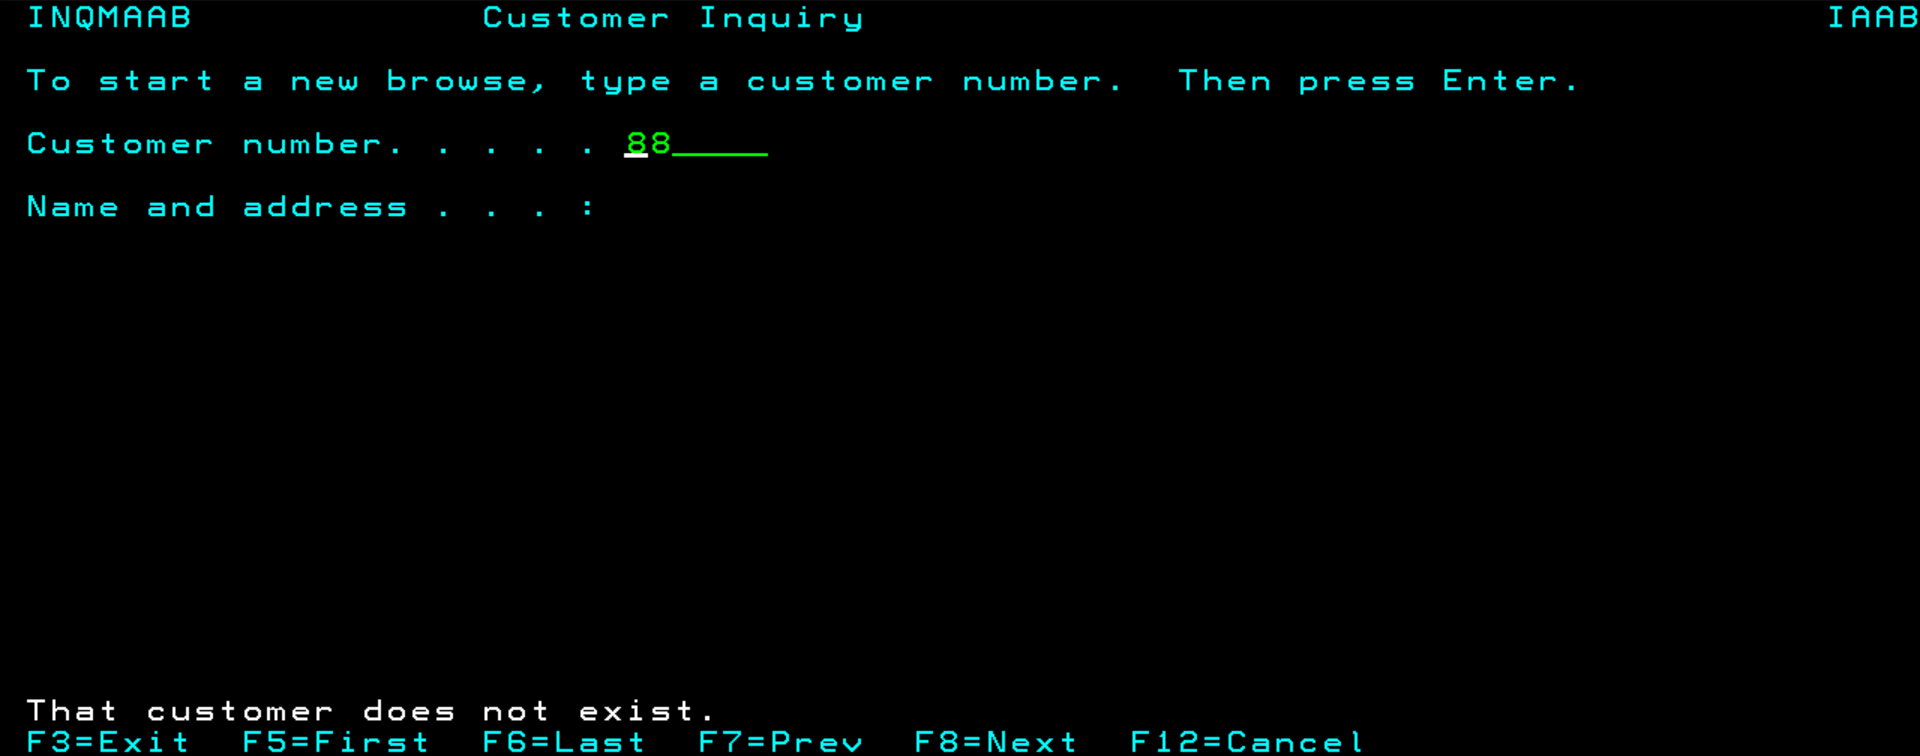 INQMAAB Customer Inquiry IAAB
To start a new browse, type a customer number. Then press Enter.
Customer number. . . . . 88_____
Name and address . . . :
That customer does not exist.
F3=Exit F5=First F6=Last F7=Prev F8=Next F12=Cancel